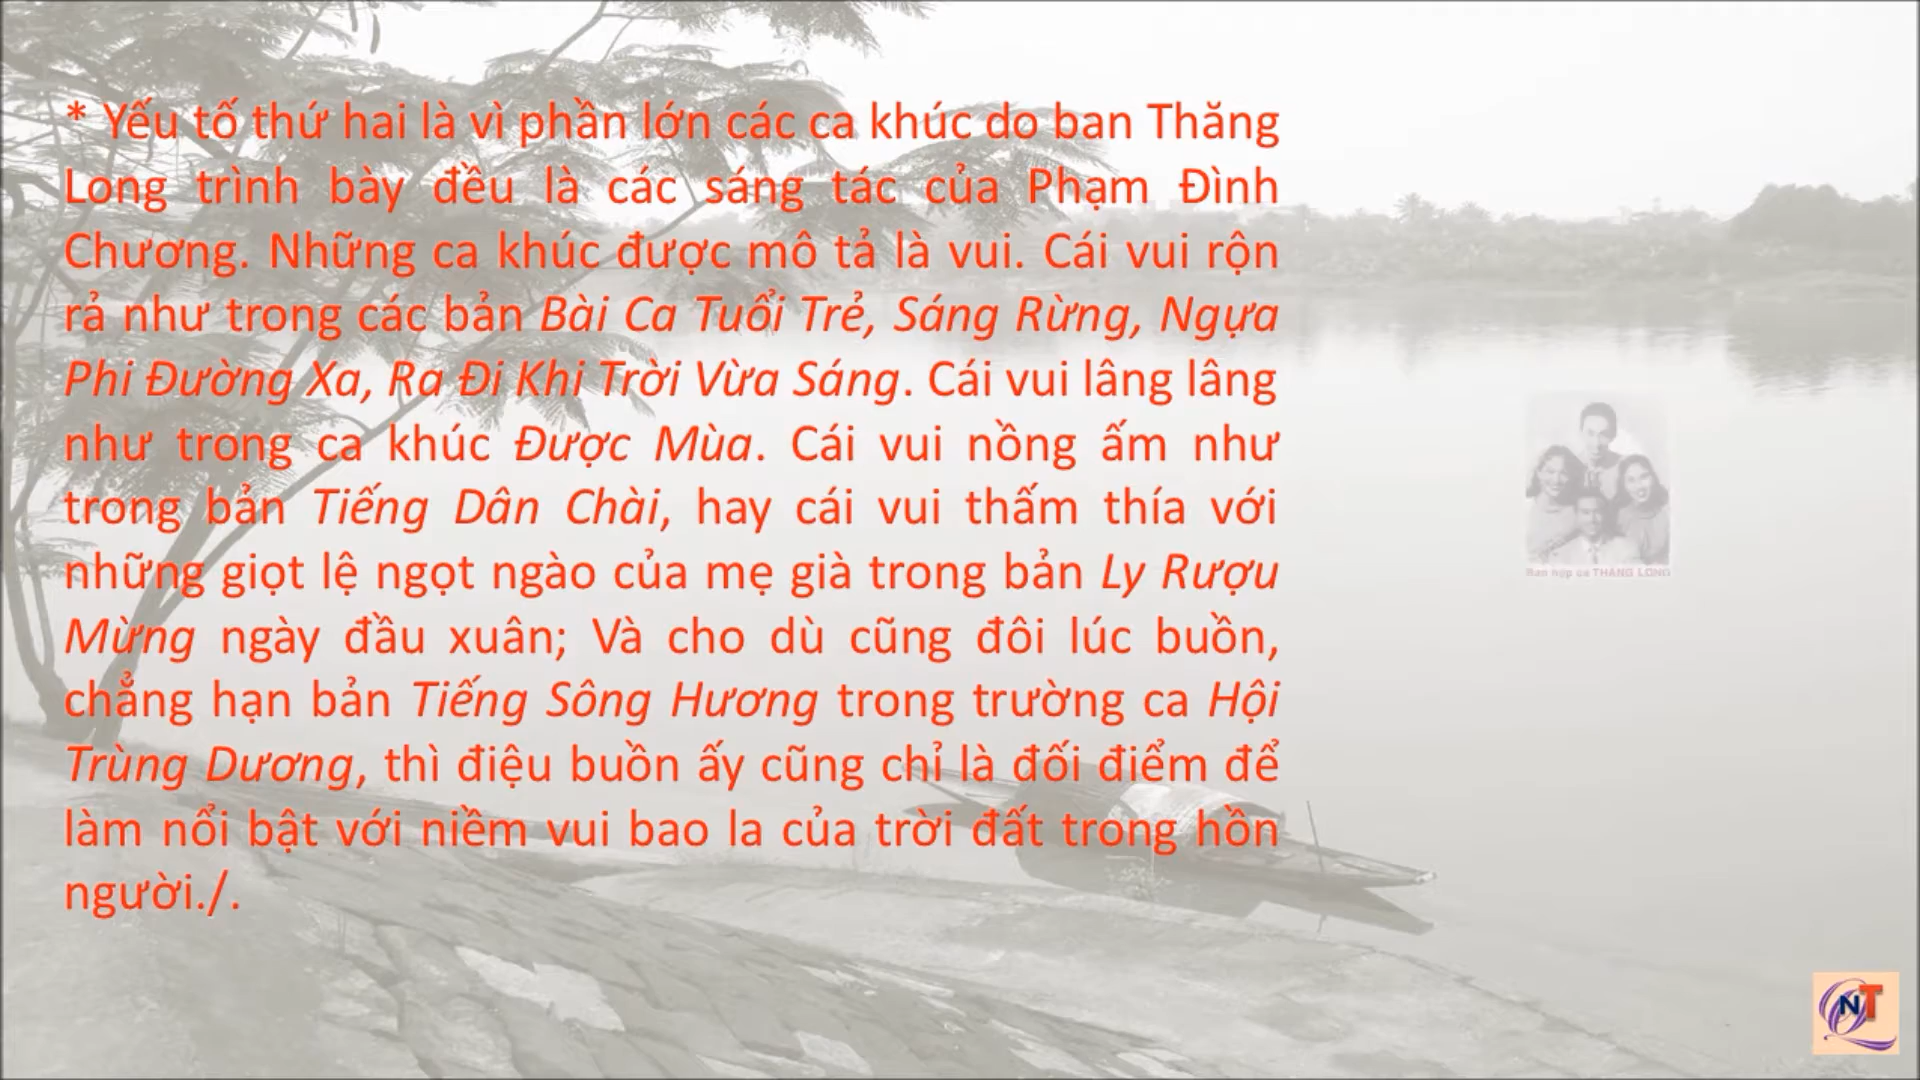 * Yếu tố thứ hai là vì phần lớn các ca khúc do ban Thăng
Long trình bày đều là các sáng tác của Phạm Đình
Chương. Những ca khúc được mô tả là vui. Cái vui rộn
rả như trong các bản Bài Ca Tuổi Trẻ, Sáng Rừng, Ngựa
Phi Đường Xa, Ra Đi Khi Trời Vừa Sáng. Cái vui lâng lâng
như trong ca khúc Được Mùa. Cái vui nồng ấm như
trong bản Tiếng Dân Chài, hay cái vui thấm thía với
những giọt lệ ngọt ngào của mẹ già trong bản Ly Rượu
Mừng ngày đầu xuân; Và cho dù cũng đôi lúc buồn,
chẳng hạn bản Tiếng Sông Hương trong trường ca Hội
Trùng Dương, thì điệu buồn ấy cũng chỉ là đối điểm để
làm nổi bật với niềm vui bao la của trời đất trong hồn
người./.
Ban hợp ca THĂNG LONG
NT